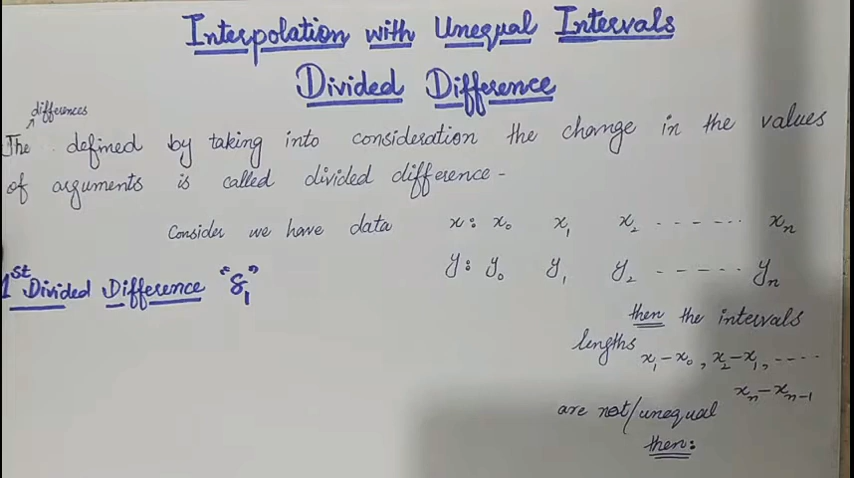 Interpolation with Unequal Intervals
Divided Difference
differences
The defined by taking into consideration the change in the values
of arguments is called divided difference -
Consider we have data x: x₀ x₁ x₂ ------- xₙ
y: y₀ y₁ y₂ ------ yₙ
1st Divided Difference "δ₁"
then the intervals
lengths x₁-x₀, x₂-x₁, ----
xₙ-xₙ₋₁
are not/unequal
then: